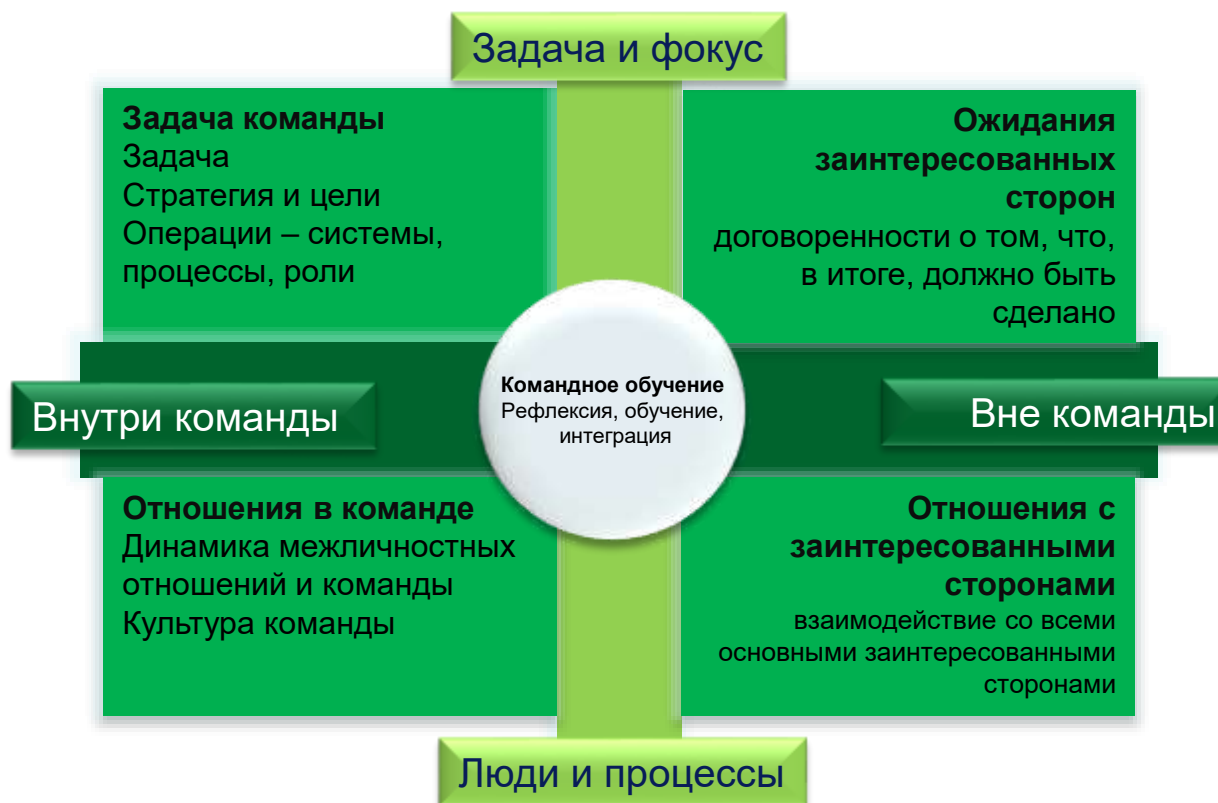 Задача и фокус
Задача команды
Задача
Стратегия и цели
Операции – системы,
процессы, роли
Ожидания
заинтересованных
сторон
договоренности о том, что,
в итоге, должно быть
сделано
Внутри команды
Командное обучение
Рефлексия, обучение,
интеграция
Вне команды
Отношения в команде
Динамика межличностных
отношений и команды
Культура команды
Отношения с
заинтересованными
сторонами
взаимодействие со всеми
основными заинтересованными
сторонами
Люди и процессы